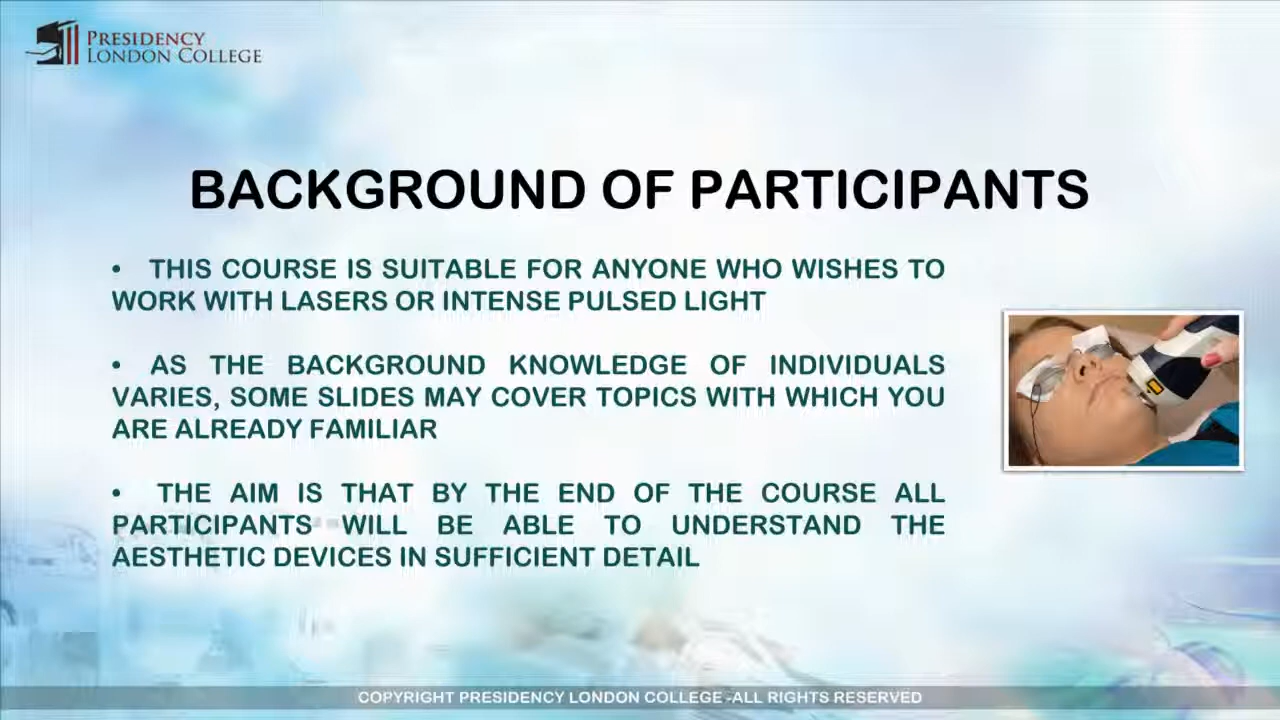 PRESIDENCY
LONDON COLLEGE
BACKGROUND OF PARTICIPANTS
• THIS COURSE IS SUITABLE FOR ANYONE WHO WISHES TO
WORK WITH LASERS OR INTENSE PULSED LIGHT
• AS THE BACKGROUND KNOWLEDGE OF INDIVIDUALS
VARIES, SOME SLIDES MAY COVER TOPICS WITH WHICH YOU
ARE ALREADY FAMILIAR
• THE AIM IS THAT BY THE END OF THE COURSE ALL
PARTICIPANTS WILL BE ABLE TO UNDERSTAND THE
AESTHETIC DEVICES IN SUFFICIENT DETAIL
COPYRIGHT PRESIDENCY LONDON COLLEGE -ALL RIGHTS RESERVED